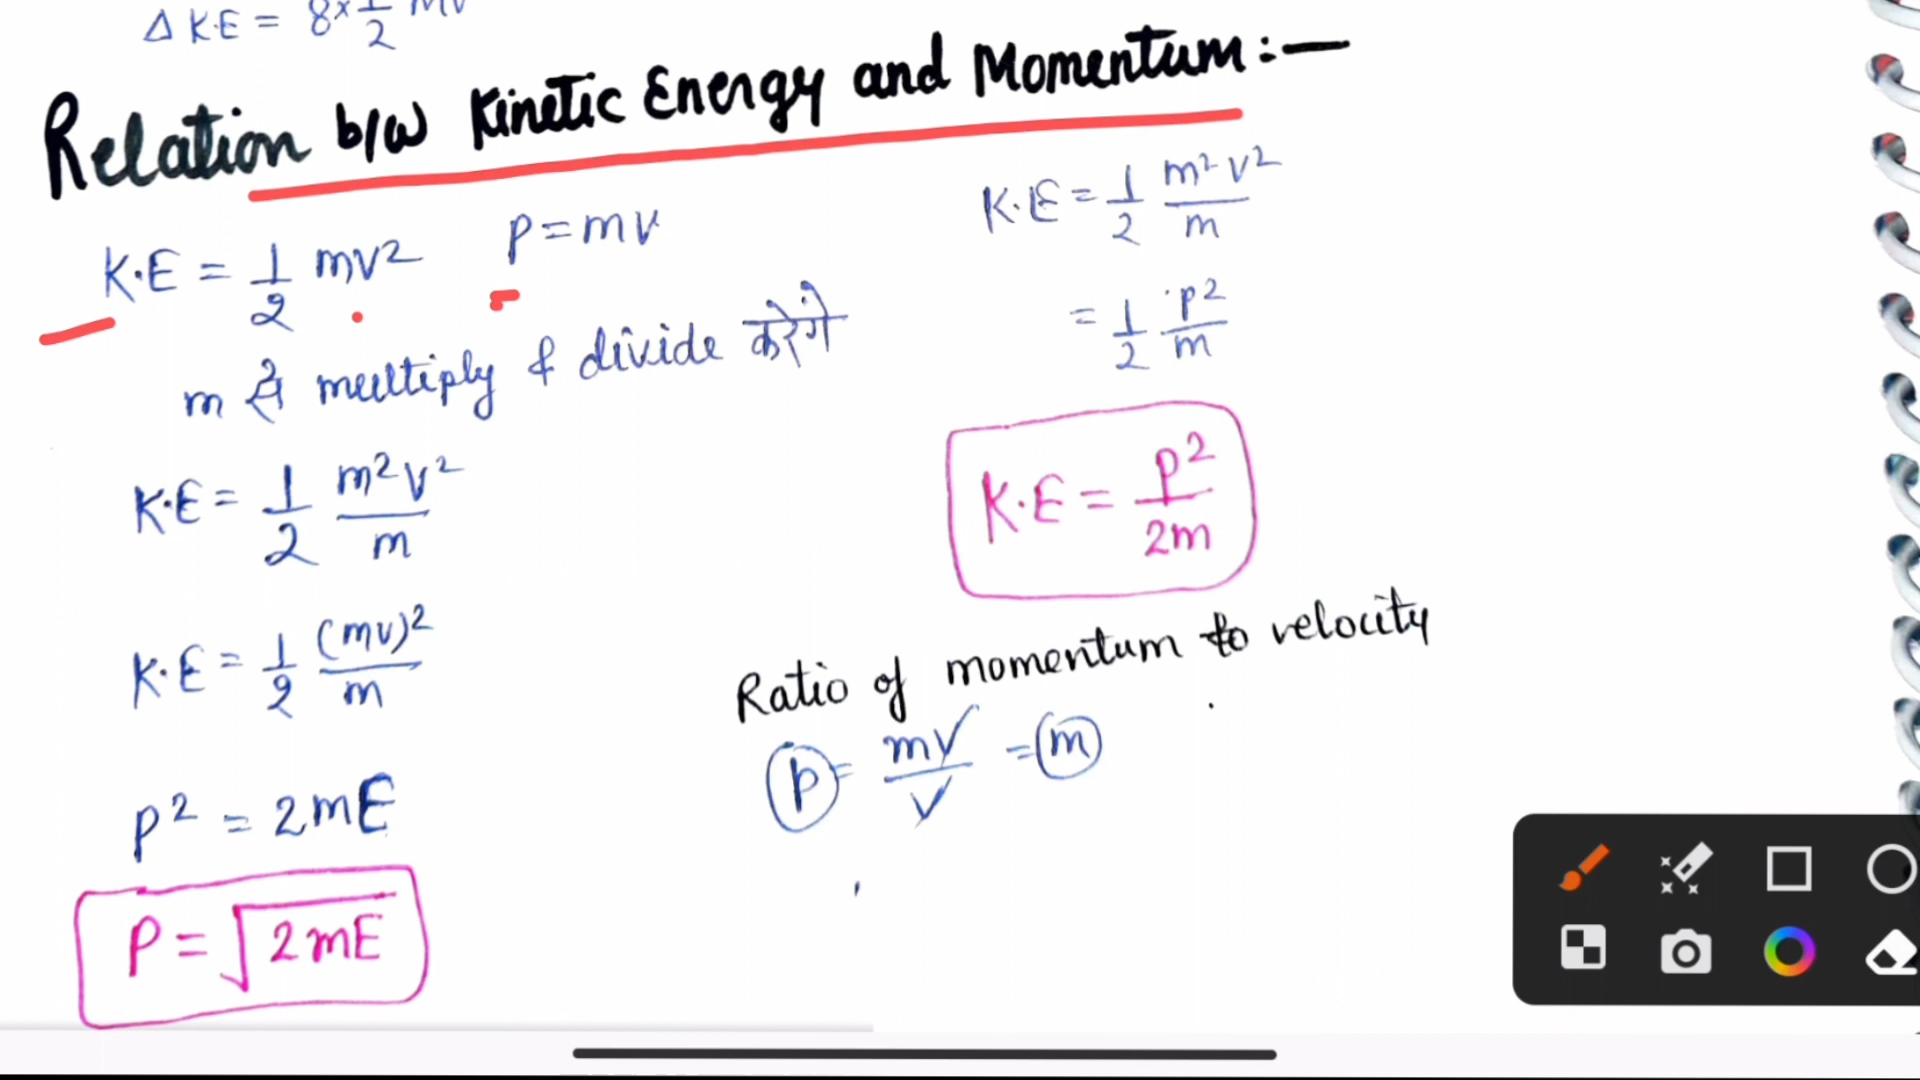 Δ K·E = 8×1/2 mv
Relation b/w Kinetic Energy and Momentum:—
K·E = 1/2 mv²
P = mv
m से multiply & divide करेंगे
K·E = 1/2 m²v²/m
K·E = 1/2 (mv)²/m
p² = 2mE
P = √2mE
K·E = 1/2 m²v²/m
= 1/2 p²/m
K·E = p²/2m
Ratio of momentum to velocity
p = mv/v = m